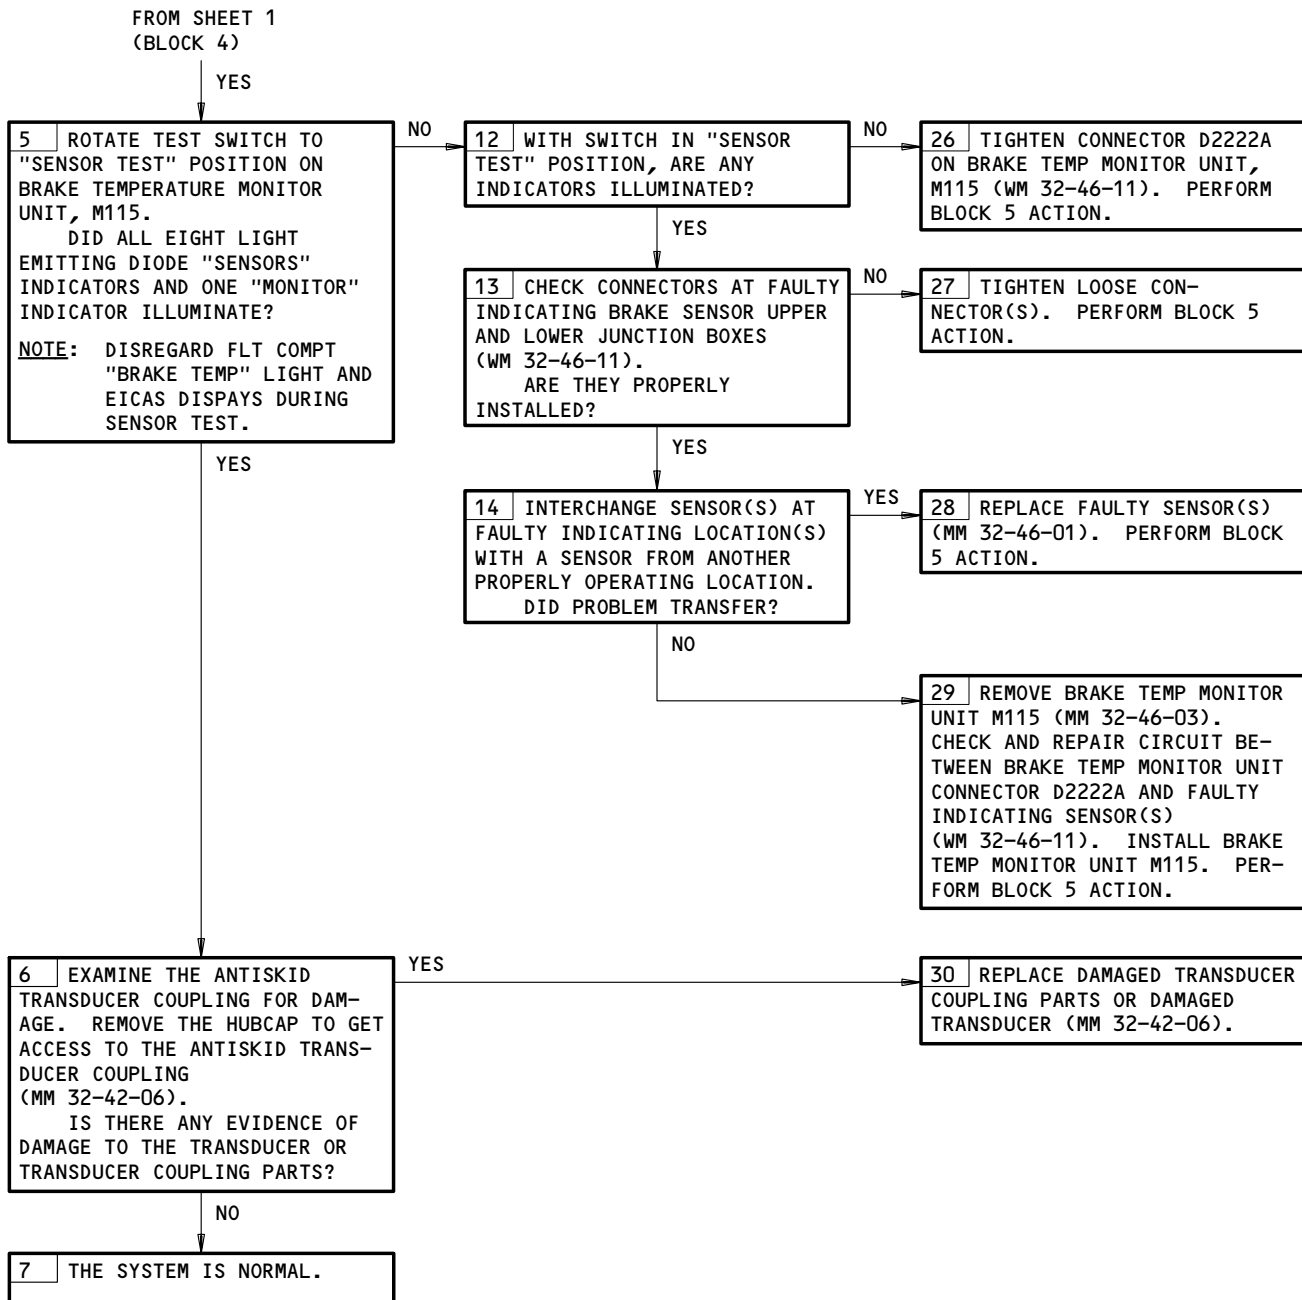 FROM SHEET 1
(BLOCK 4)
YES
5 ROTATE TEST SWITCH TO
"SENSOR TEST" POSITION ON
BRAKE TEMPERATURE MONITOR
UNIT, M115.
DID ALL EIGHT LIGHT
EMITTING DIODE "SENSORS"
INDICATORS AND ONE "MONITOR"
INDICATOR ILLUMINATE?
NOTE: DISREGARD FLT COMPT
"BRAKE TEMP" LIGHT AND
EICAS DISPAYS DURING
SENSOR TEST.
NO
12 WITH SWITCH IN "SENSOR
TEST" POSITION, ARE ANY
INDICATORS ILLUMINATED?
NO
26 TIGHTEN CONNECTOR D2222A
ON BRAKE TEMP MONITOR UNIT,
M115 (WM 32-46-11). PERFORM
BLOCK 5 ACTION.
YES
13 CHECK CONNECTORS AT FAULTY
INDICATING BRAKE SENSOR UPPER
AND LOWER JUNCTION BOXES
(WM 32-46-11).
ARE THEY PROPERLY
INSTALLED?
NO
27 TIGHTEN LOOSE CON-
NECTOR(S). PERFORM BLOCK 5
ACTION.
YES
14 INTERCHANGE SENSOR(S) AT
FAULTY INDICATING LOCATION(S)
WITH A SENSOR FROM ANOTHER
PROPERLY OPERATING LOCATION.
DID PROBLEM TRANSFER?
YES
28 REPLACE FAULTY SENSOR(S)
(MM 32-46-01). PERFORM BLOCK
5 ACTION.
NO
29 REMOVE BRAKE TEMP MONITOR
UNIT M115 (MM 32-46-03).
CHECK AND REPAIR CIRCUIT BE-
TWEEN BRAKE TEMP MONITOR UNIT
CONNECTOR D2222A AND FAULTY
INDICATING SENSOR(S)
(WM 32-46-11). INSTALL BRAKE
TEMP MONITOR UNIT M115. PER-
FORM BLOCK 5 ACTION.
YES
6 EXAMINE THE ANTISKID
TRANSDUCER COUPLING FOR DAM-
AGE. REMOVE THE HUBCAP TO GET
ACCESS TO THE ANTISKID TRANS-
DUCER COUPLING
(MM 32-42-06).
IS THERE ANY EVIDENCE OF
DAMAGE TO THE TRANSDUCER OR
TRANSDUCER COUPLING PARTS?
YES
30 REPLACE DAMAGED TRANSDUCER
COUPLING PARTS OR DAMAGED
TRANSDUCER (MM 32-42-06).
NO
7 THE SYSTEM IS NORMAL.